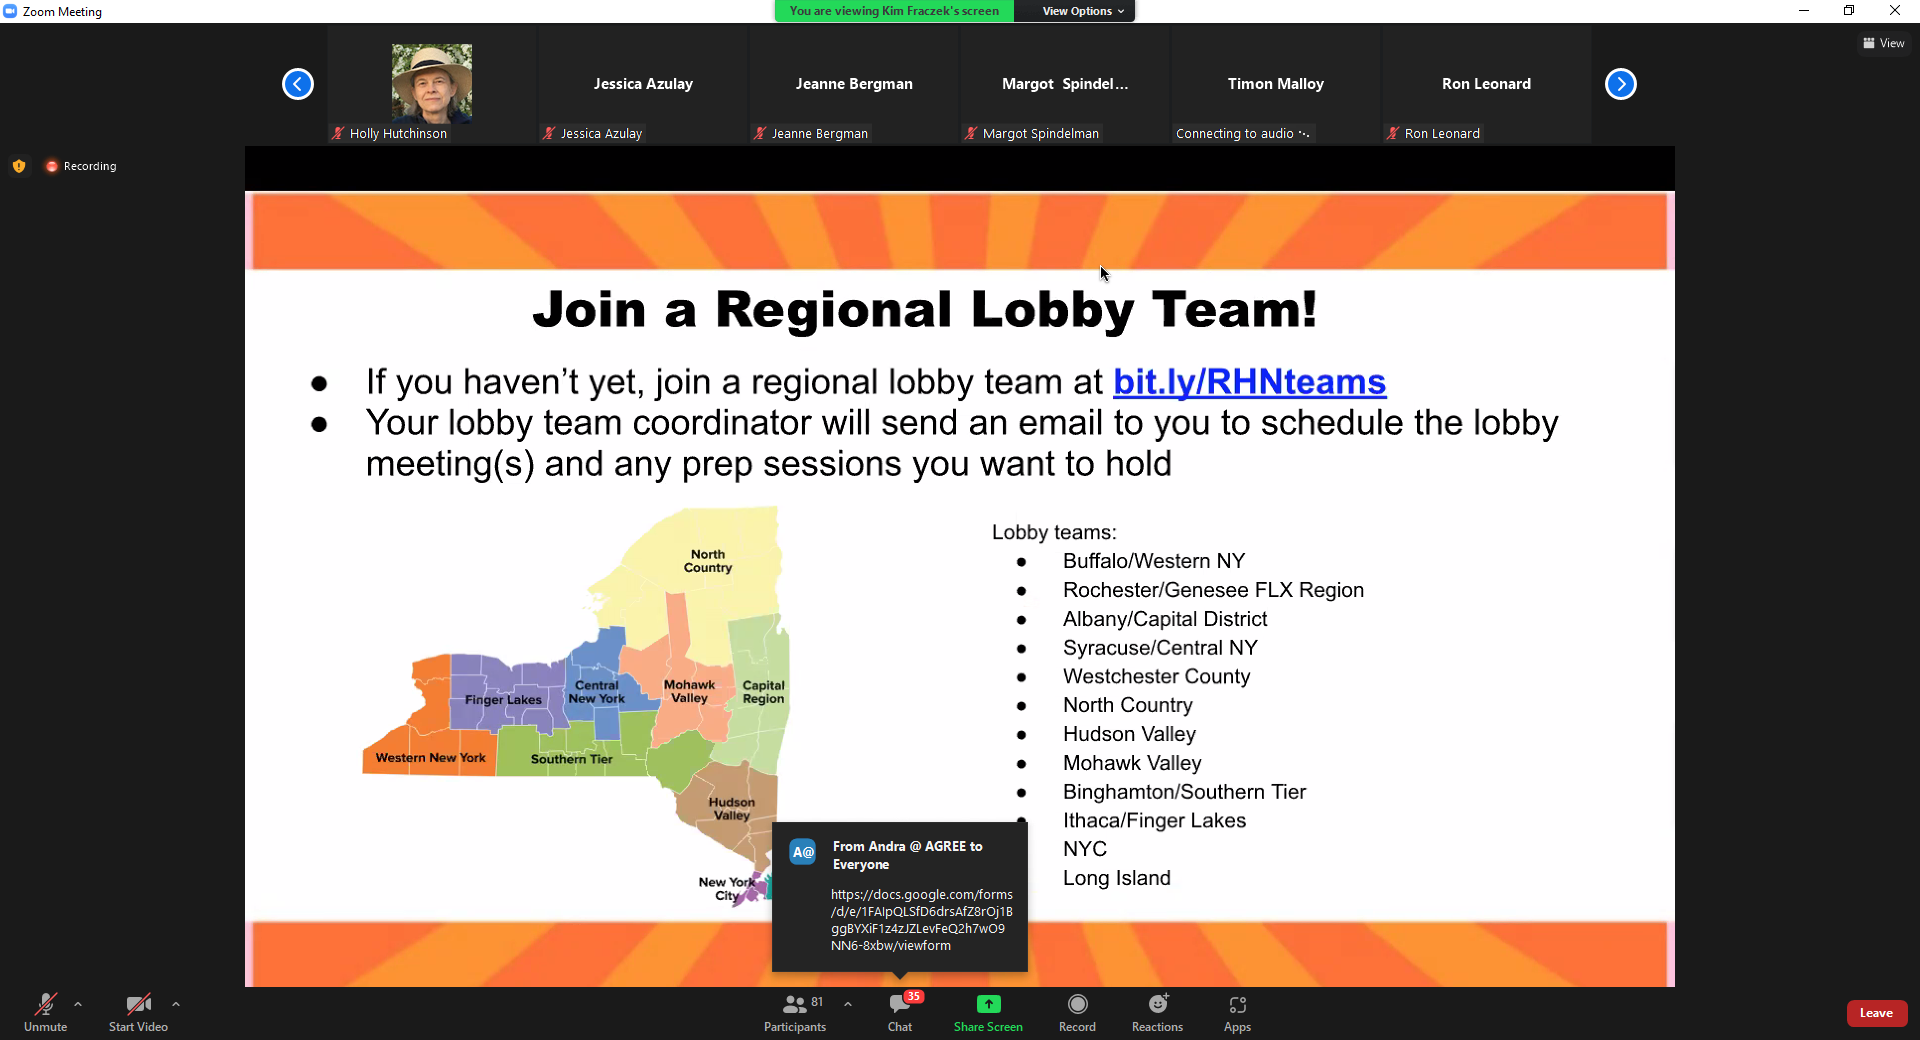 Zoom Meeting
You are viewing Kim Fraczek's screen
View Options
View
Jessica Azulay
Jeanne Bergman
Margot Spindel...
Timon Malloy
Ron Leonard
Holly Hutchinson
Jessica Azulay
Jeanne Bergman
Margot Spindelman
Connecting to audio
Ron Leonard
Recording
Join a Regional Lobby Team!
● If you haven't yet, join a regional lobby team at bit.ly/RHNteams
● Your lobby team coordinator will send an email to you to schedule the lobby
meeting(s) and any prep sessions you want to hold
North
Country
Finger Lakes
Central
New York
Mohawk
Valley
Capital
Region
Western New York
Southern Tier
Hudson
Valley
New York
City
Lobby teams:
● Buffalo/Western NY
● Rochester/Genesee FLX Region
● Albany/Capital District
● Syracuse/Central NY
● Westchester County
● North Country
● Hudson Valley
● Mohawk Valley
● Binghamton/Southern Tier
● Ithaca/Finger Lakes
NYC
Long Island
A@
From Andra @ AGREE to
Everyone
https://docs.google.com/forms
/d/e/1FAIpQLSfD6drsAfZ8rOj1B
ggBYXiF1z4zJZLevFeQ2h7wO9
NN6-8xbw/viewform
Unmute
Start Video
81
Participants
35
Chat
Share Screen
Record
Reactions
Apps
Leave